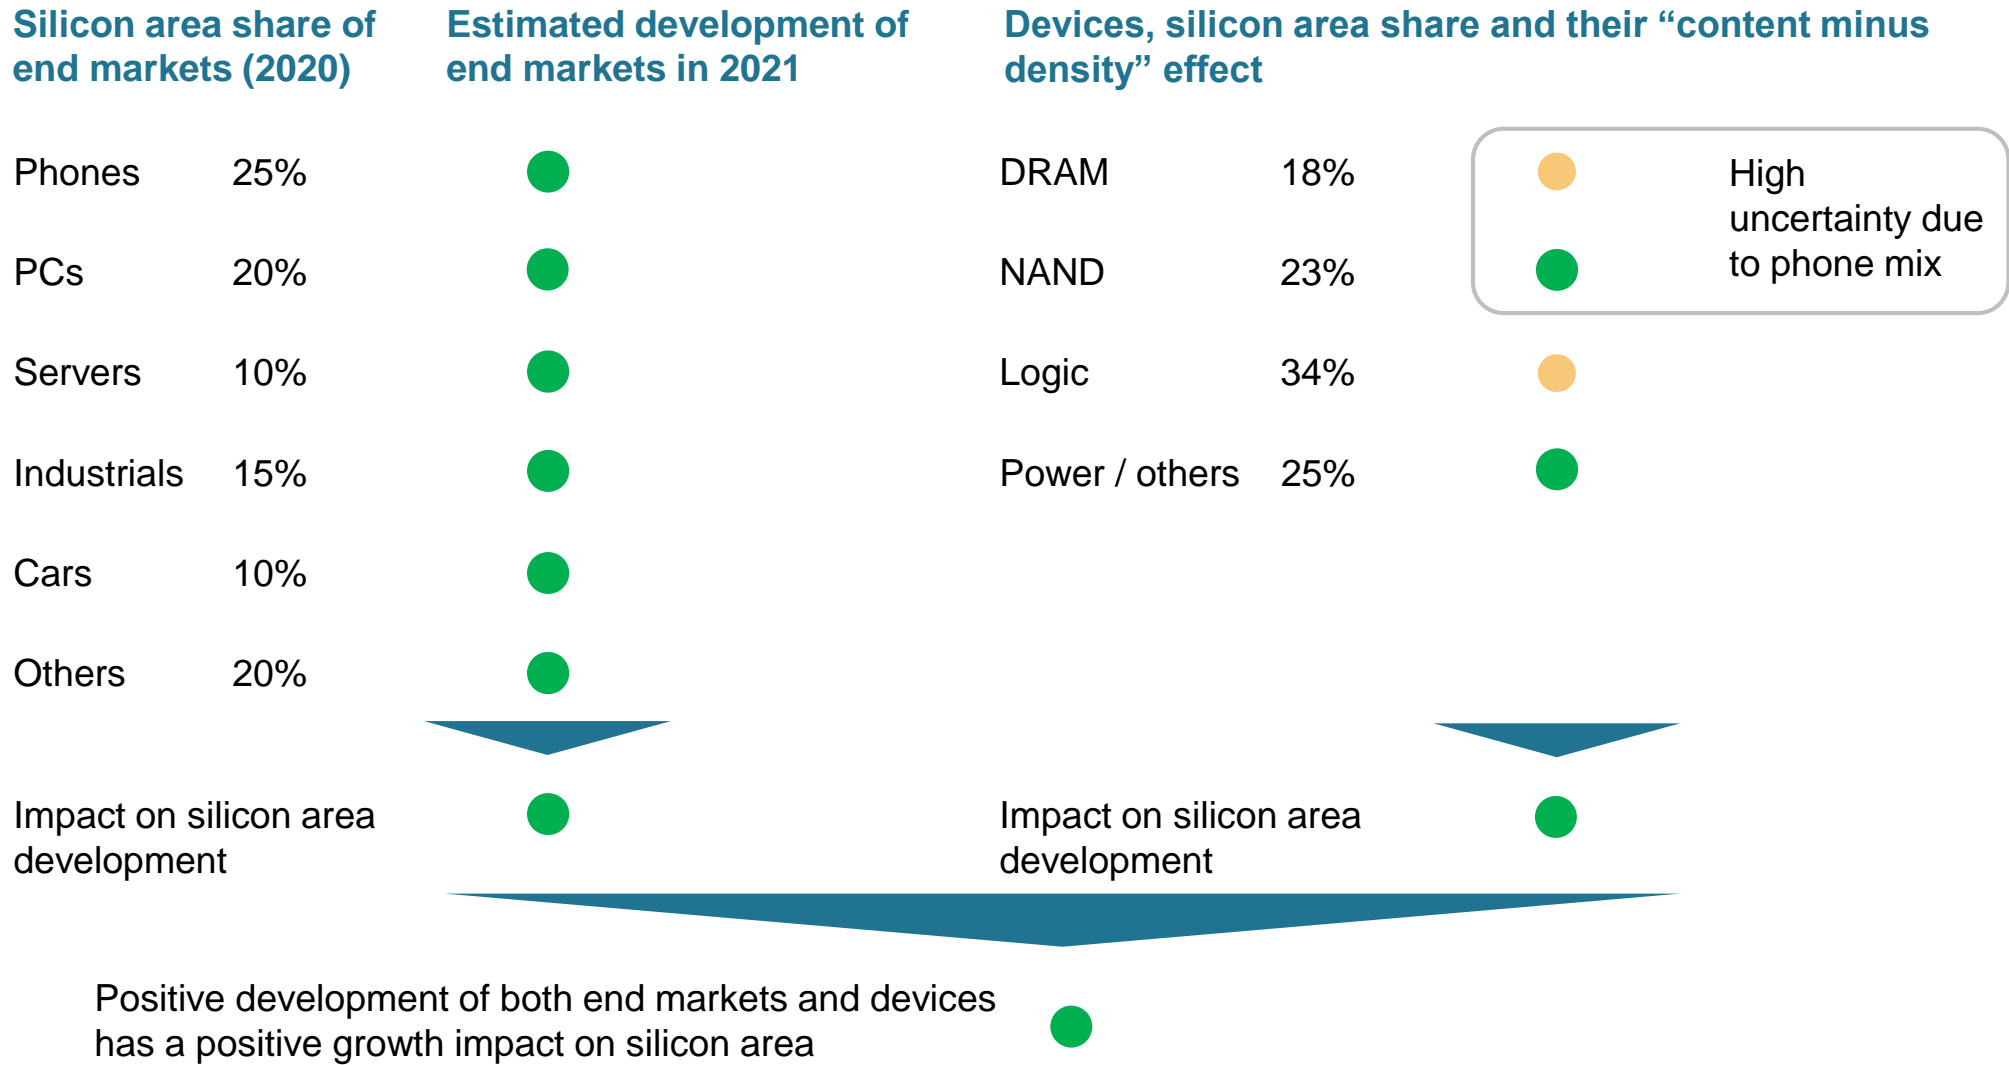 Silicon area share of
end markets (2020)
Estimated development of
end markets in 2021
Devices, silicon area share and their “content minus
density” effect
Phones 25%
PCs 20%
Servers 10%
Industrials 15%
Cars 10%
Others 20%
DRAM 18%
NAND 23%
Logic 34%
Power / others 25%
High
uncertainty due
to phone mix
Impact on silicon area
development
Impact on silicon area
development
Positive development of both end markets and devices
has a positive growth impact on silicon area